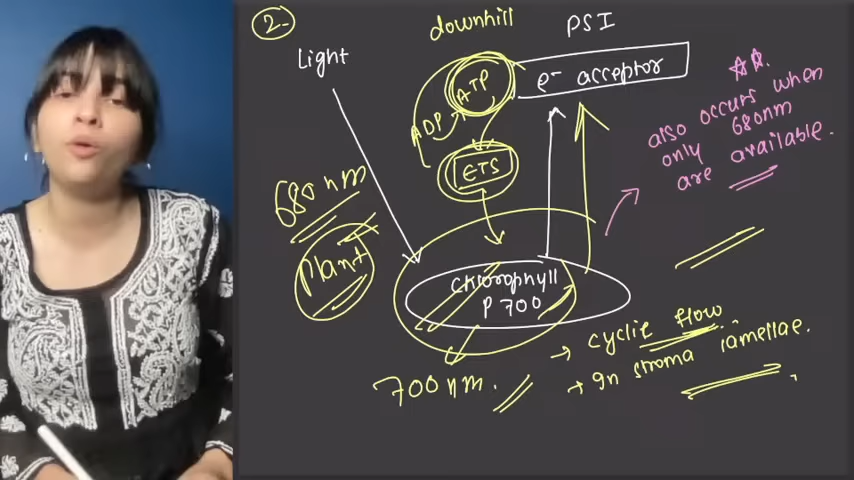 2-
downhill
PSI
Light
ATP
e- acceptor
ADP
ETS
also occurs when
only 680nm
are available.
680 nm
Plant
chlorophyll
P 700
→ cyclic flow
→ In stroma lamellae.
700 nm.